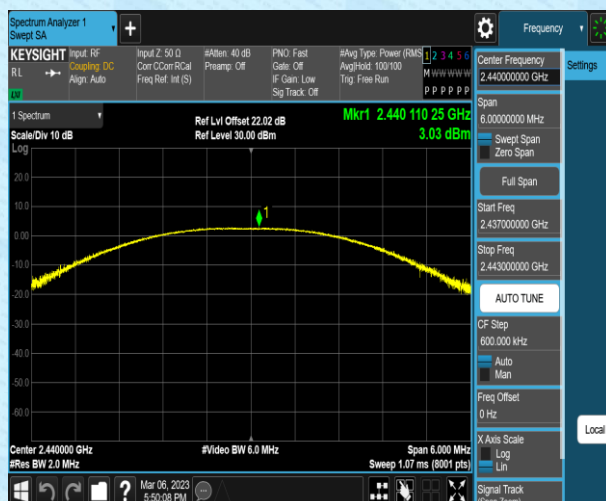 Spectrum Analyzer 1
Swept SA
Frequency
Settings
KEYSIGHT
RL
Input: RF
Coupling: DC
Align: Auto
Input Z: 50 Ω
Corr CCorr RCal
Freq Ref: Int (S)
#Atten: 40 dB
Preamp: Off
PNO: Fast
Gate: Off
IF Gain: Low
Sig Track: Off
#Avg Type: Power (RMS
Avg|Hold: 100/100
Trig: Free Run
1 2 3 4 5 6
M W W W W W
P P P P P P
LXI
1 Spectrum
Scale/Div 10 dB
Ref Lvl Offset 22.02 dB
Ref Level 30.00 dBm
Mkr1 2.440 110 25 GHz
3.03 dBm
Log
20.0
10.0
0.00
-10.0
-20.0
-30.0
-40.0
-50.0
-60.0
1
Center 2.440000 GHz
#Res BW 2.0 MHz
#Video BW 6.0 MHz
Span 6.000 MHz
Sweep 1.07 ms (8001 pts)
Mar 06, 2023
5:50:08 PM
Center Frequency
2.440000000 GHz
Span
6.00000000 MHz
Swept Span
Zero Span
Full Span
Start Freq
2.437000000 GHz
Stop Freq
2.443000000 GHz
AUTO TUNE
CF Step
600.000 kHz
Auto
Man
Freq Offset
0 Hz
X Axis Scale
Log
Lin
Signal Track
(Span Zoom)
Local